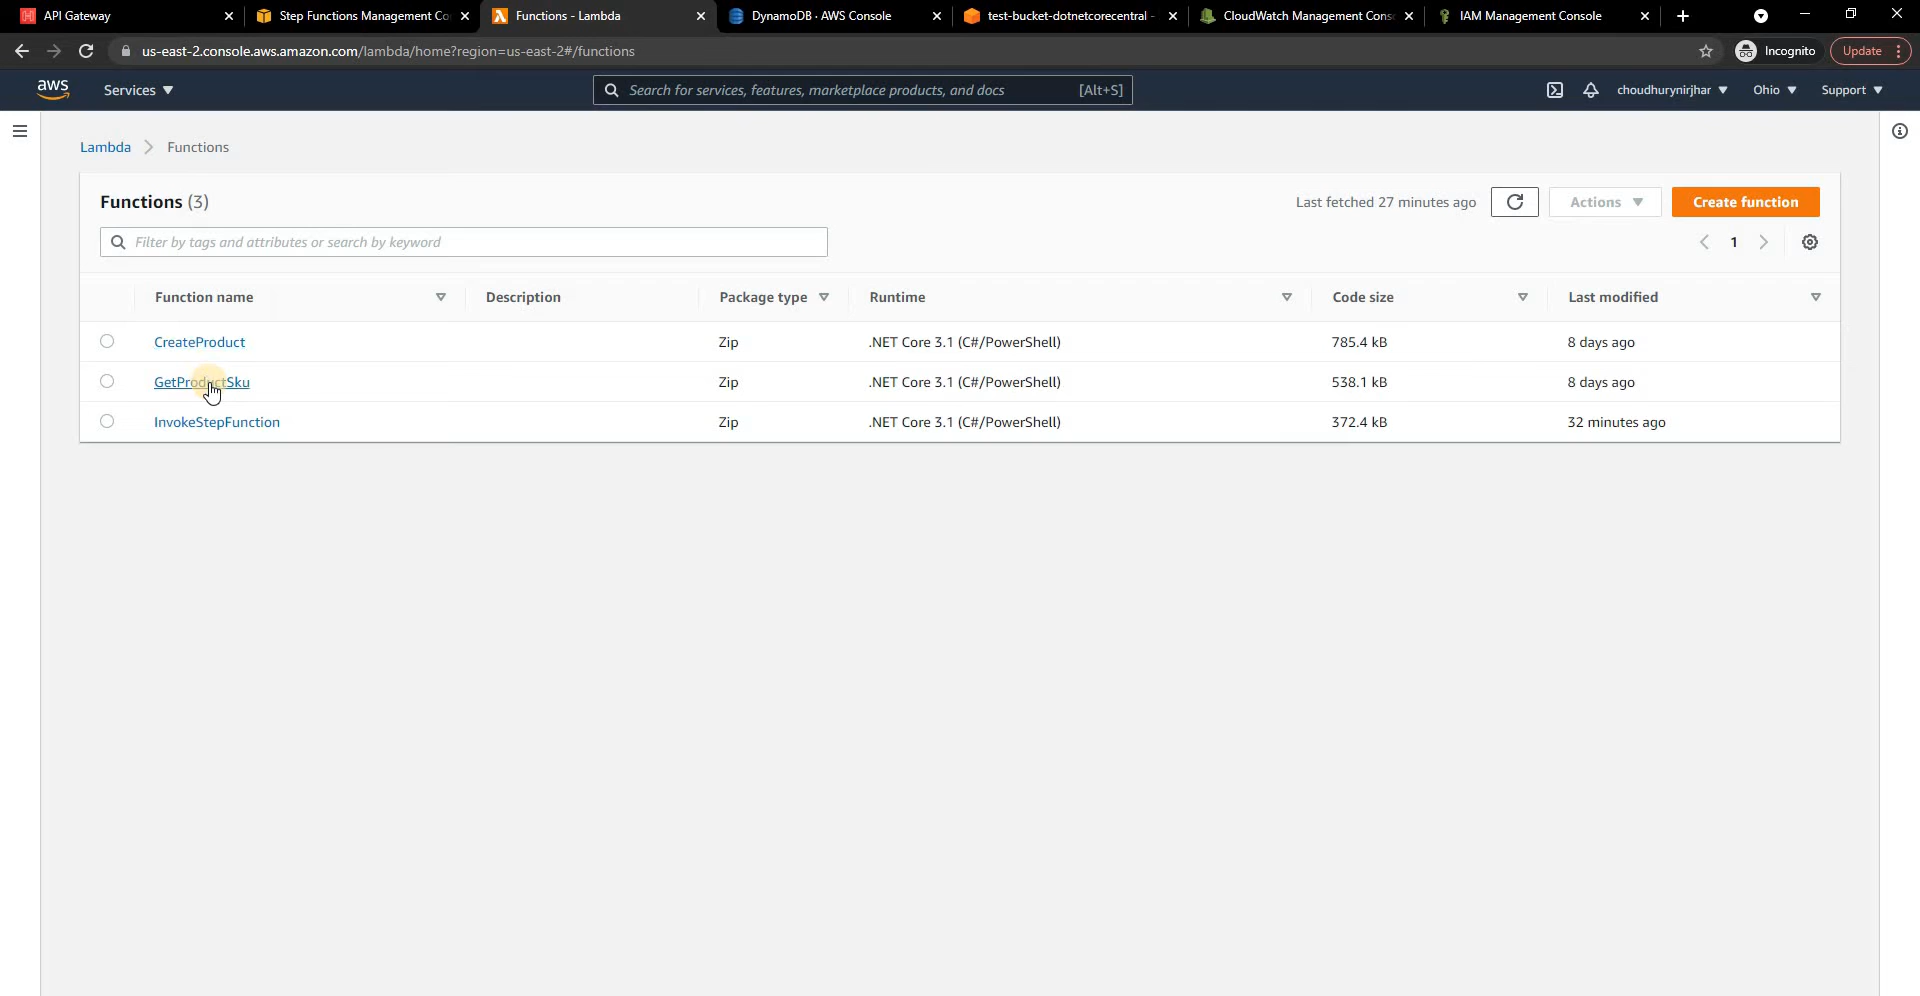 API Gateway
Step Functions Management Co
Functions - Lambda
DynamoDB · AWS Console
test-bucket-dotnetcorecentral -
CloudWatch Management Cons
IAM Management Console
us-east-2.console.aws.amazon.com/lambda/home?region=us-east-2#/functions
Incognito
Update
aws
Services
Search for services, features, marketplace products, and docs
[Alt+S]
choudhurynirjhar
Ohio
Support
Lambda
Functions
Functions (3)
Last fetched 27 minutes ago
Actions
Create function
Filter by tags and attributes or search by keyword
1
Function name
Description
Package type
Runtime
Code size
Last modified
CreateProduct
Zip
.NET Core 3.1 (C#/PowerShell)
785.4 kB
8 days ago
GetProductSku
Zip
.NET Core 3.1 (C#/PowerShell)
538.1 kB
8 days ago
InvokeStepFunction
Zip
.NET Core 3.1 (C#/PowerShell)
372.4 kB
32 minutes ago